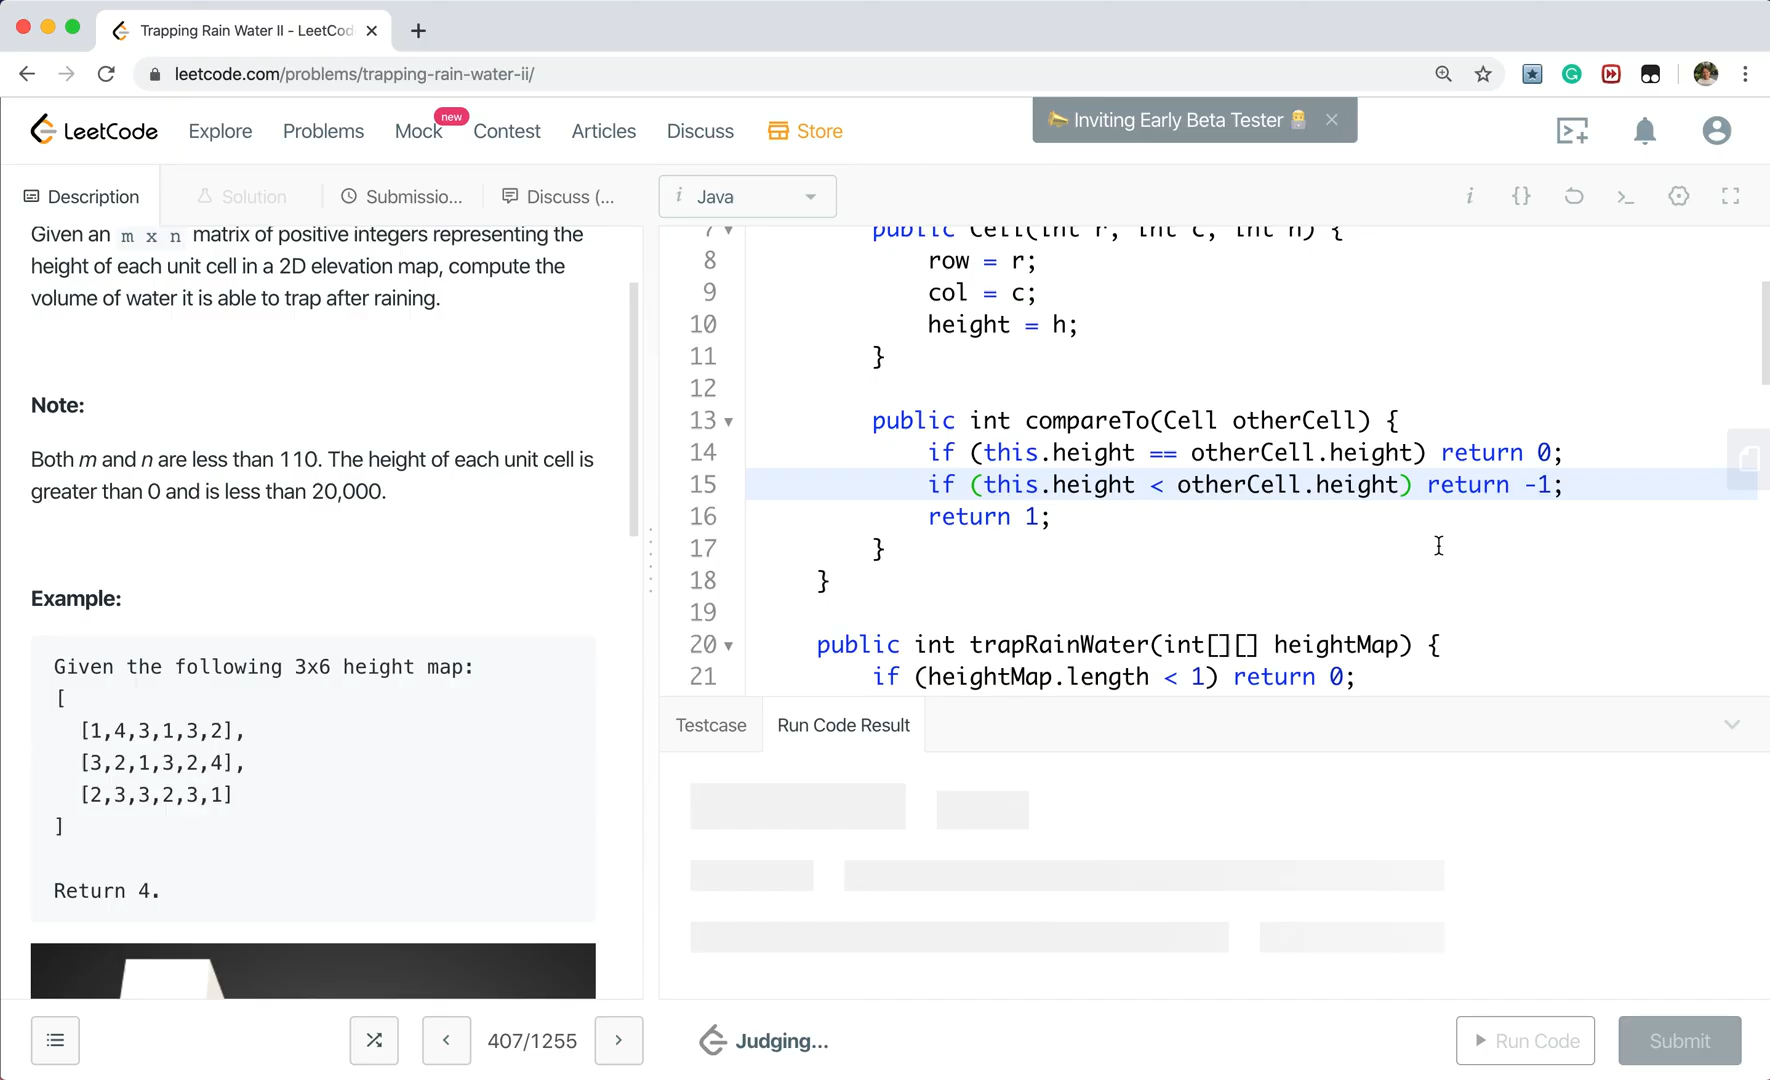 Trapping Rain Water II - LeetCod
leetcode.com/problems/trapping-rain-water-ii/
LeetCode
Explore
Problems
Mock
new
Contest
Articles
Discuss
Store
Inviting Early Beta Tester
Description
Solution
Submissio...
Discuss (...
i Java
Given an m x n matrix of positive integers representing the
height of each unit cell in a 2D elevation map, compute the
volume of water it is able to trap after raining.
Note:
Both m and n are less than 110. The height of each unit cell is
greater than 0 and is less than 20,000.
Example:
Given the following 3x6 height map:
[
[1,4,3,1,3,2],
[3,2,1,3,2,4],
[2,3,3,2,3,1]
]
Return 4.
407/1255
7 public Cell(int r, int c, int h) {
8 row = r;
9 col = c;
10 height = h;
11 }
12
13 public int compareTo(Cell otherCell) {
14 if (this.height == otherCell.height) return 0;
15 if (this.height < otherCell.height) return -1;
16 return 1;
17 }
18 }
19
20 public int trapRainWater(int[][] heightMap) {
21 if (heightMap.length < 1) return 0;
Testcase
Run Code Result
Judging...
Run Code
Submit